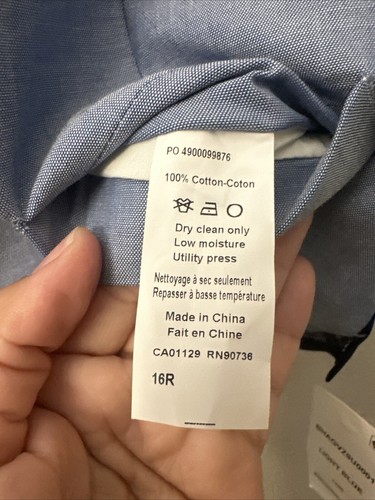 PO 4900099876
100% Cotton-Coton
Dry clean only
Low moisture
Utility press
Nettoyage à sec seulement
Repasser à basse température
Made in China
Fait en Chine
CA01129 RN90736
16R